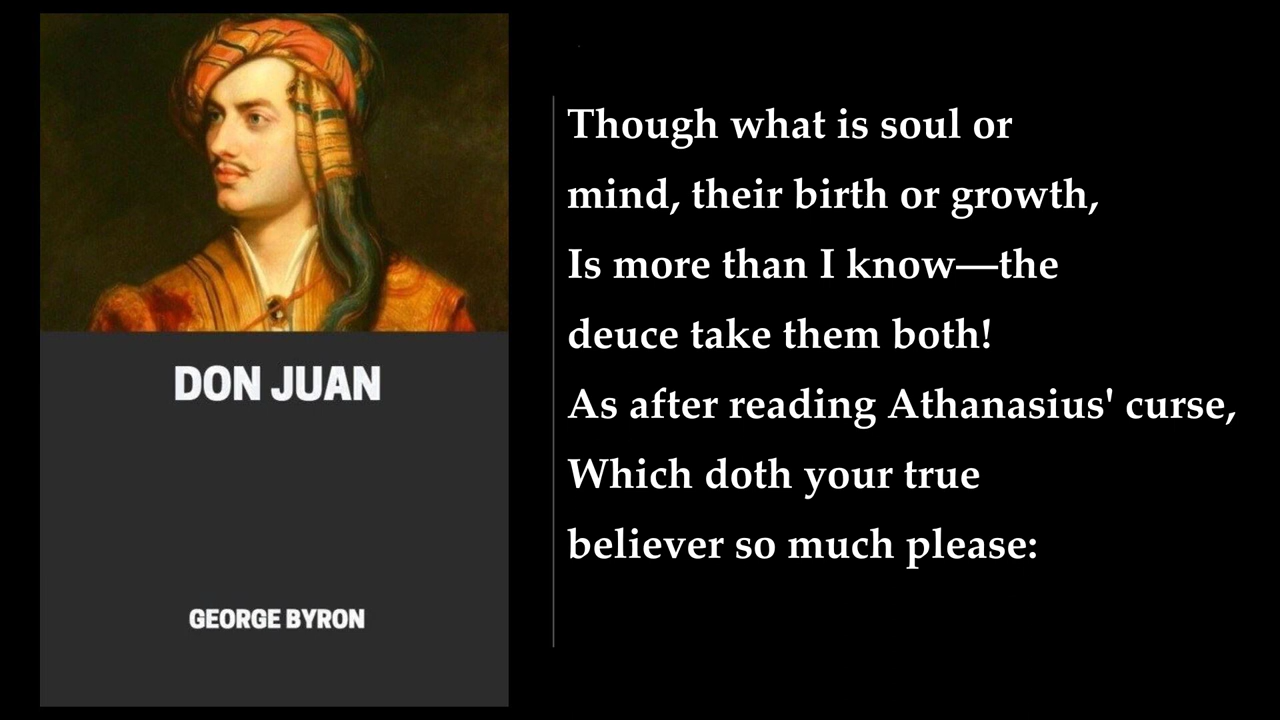 DON JUAN
GEORGE BYRON
Though what is soul or
mind, their birth or growth,
Is more than I know—the
deuce take them both!
As after reading Athanasius' curse,
Which doth your true
believer so much please: